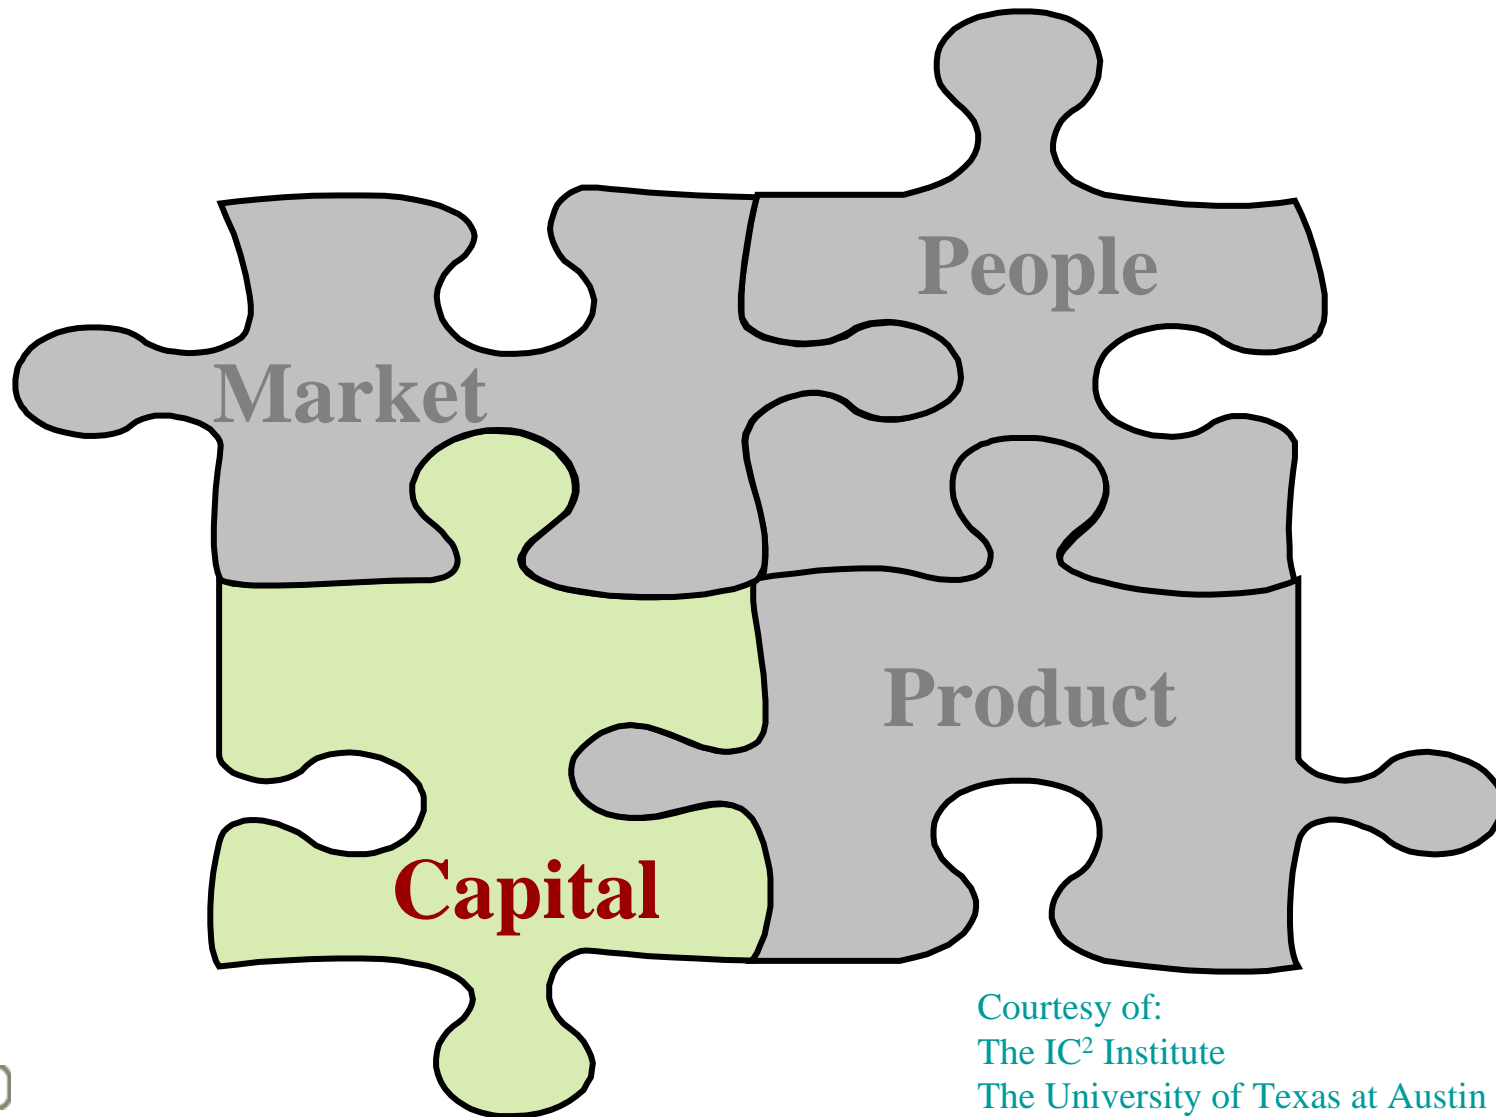 People
Market
Product
Capital
Courtesy of:
The IC² Institute
The University of Texas at Austin